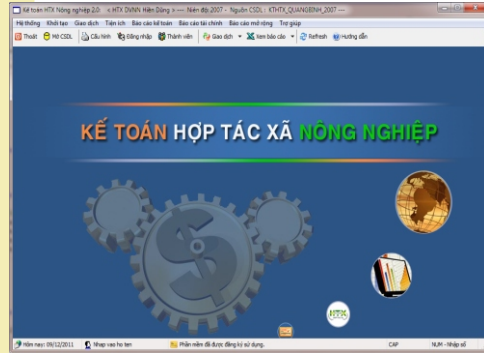 Kế toán HTX Nông nghiệp 2.0 < HTX DVNN Hiền Dũng > ---- Niên độ: 2007 - Nguồn CSDL : KTHTX_QUANGBINH_2007 ---
Hệ thống Khởi tạo Giao dịch Tiện ích Báo cáo kế toán Báo cáo tài chính Báo cáo mở rộng Trợ giúp
Thoát Mở CSDL Cấu hình Đăng nhập Thành viên Giao dịch Xem báo cáo Refresh Hướng dẫn
KẾ TOÁN HỢP TÁC XÃ NÔNG NGHIỆP
HTX
Hôm nay: 09/12/2011 Nhap vao ho ten Phần mềm đã được đăng ký sử dụng. CAP NUM - Nhập số